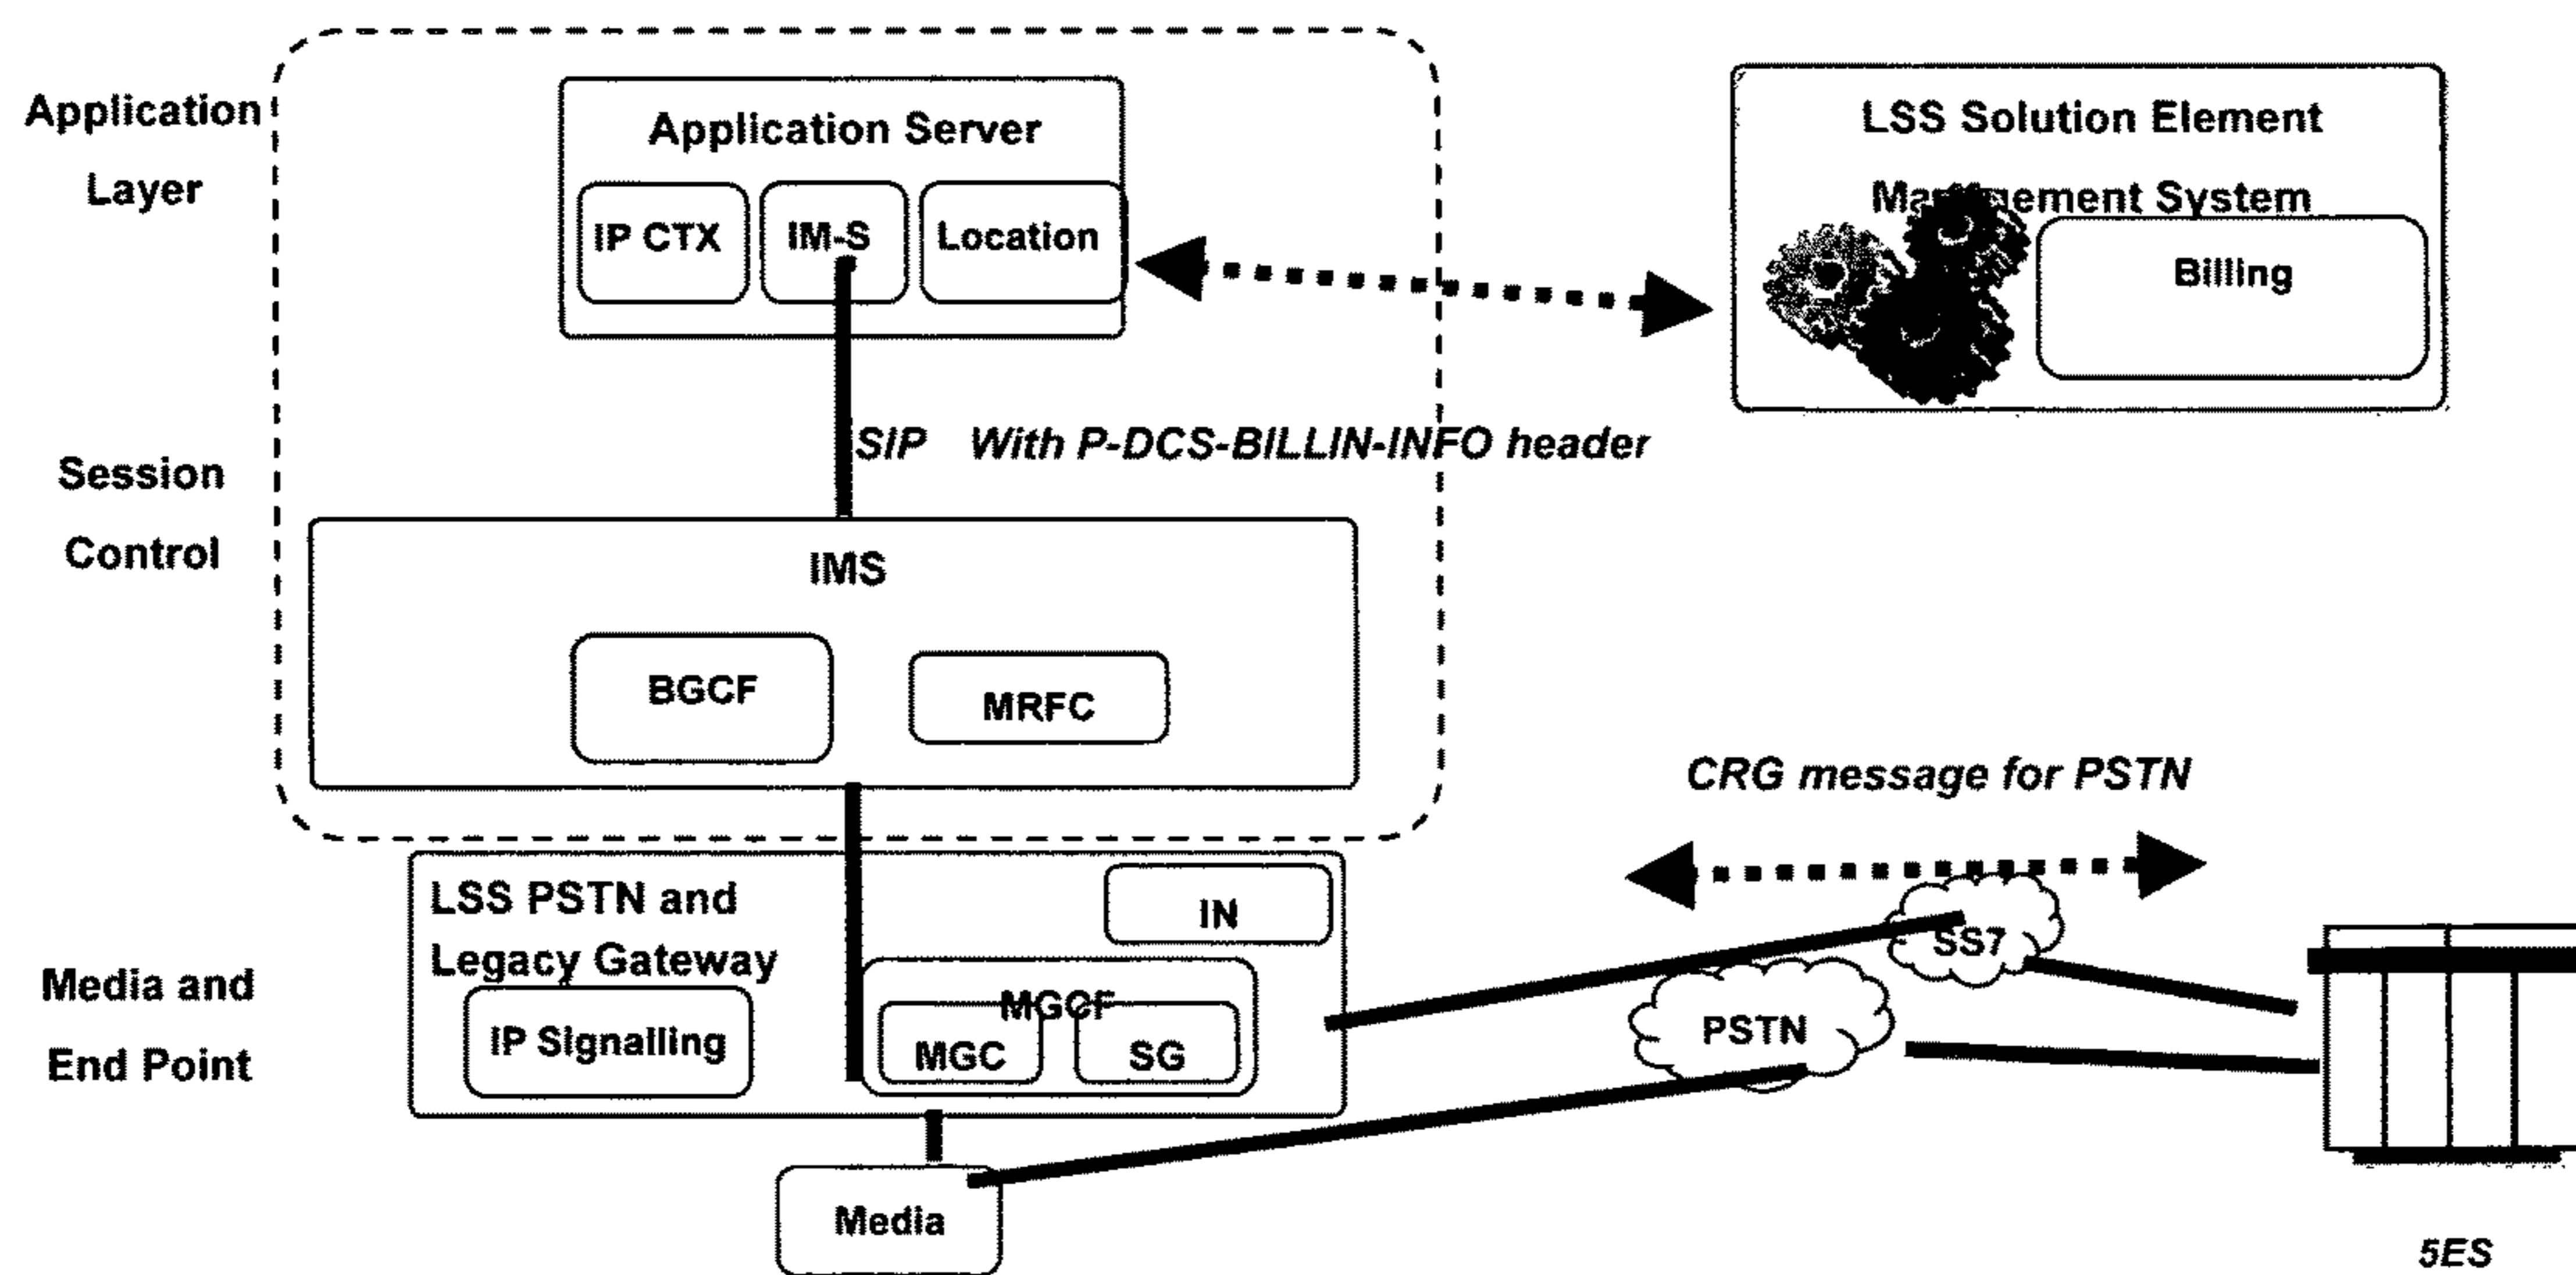 Application
Layer
Application Server
IP CTX
IM-S
Location
LSS Solution Element
Management System
Billing
SIP With P-DCS-BILLIN-INFO header
Session
Control
IMS
BGCF
MRFC
CRG message for PSTN
Media and
End Point
LSS PSTN and
Legacy Gateway
IN
IP Signalling
MGCF
MGC
SG
SS7
PSTN
Media
5ES